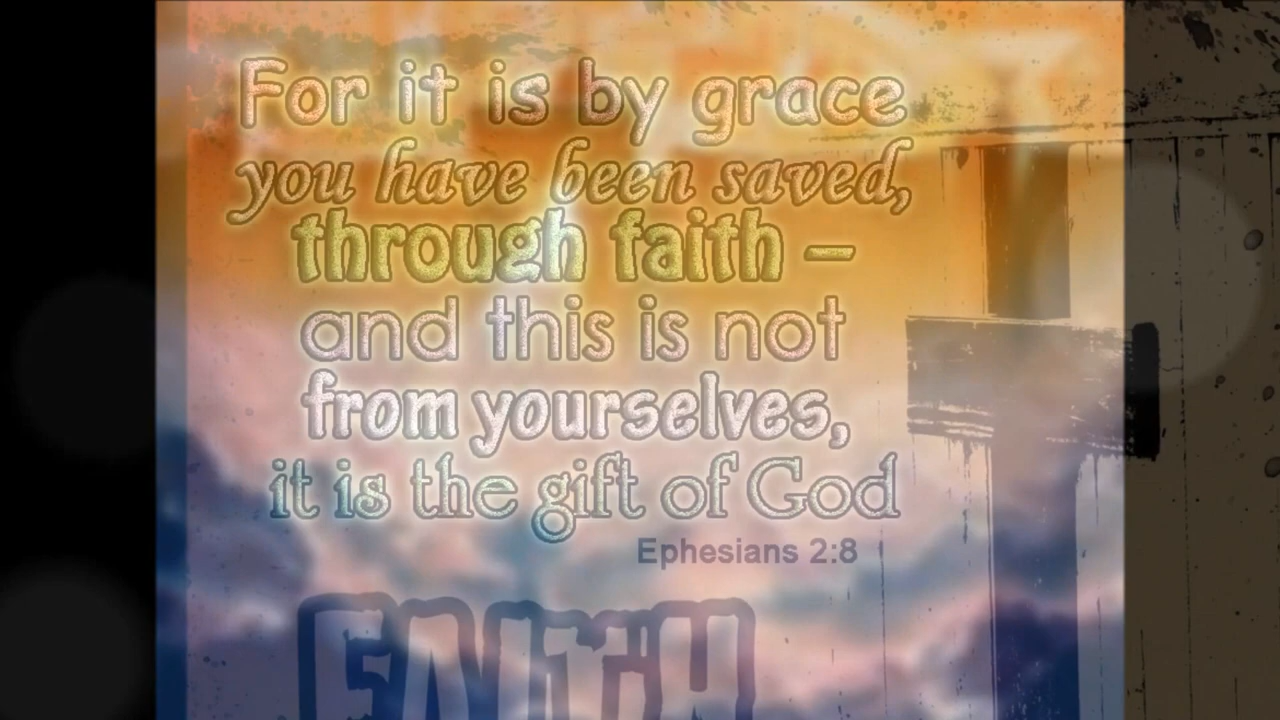 For it is by grace
you have been saved,
through faith –
and this is not
from yourselves,
it is the gift of God
Ephesians 2:8
FAITH